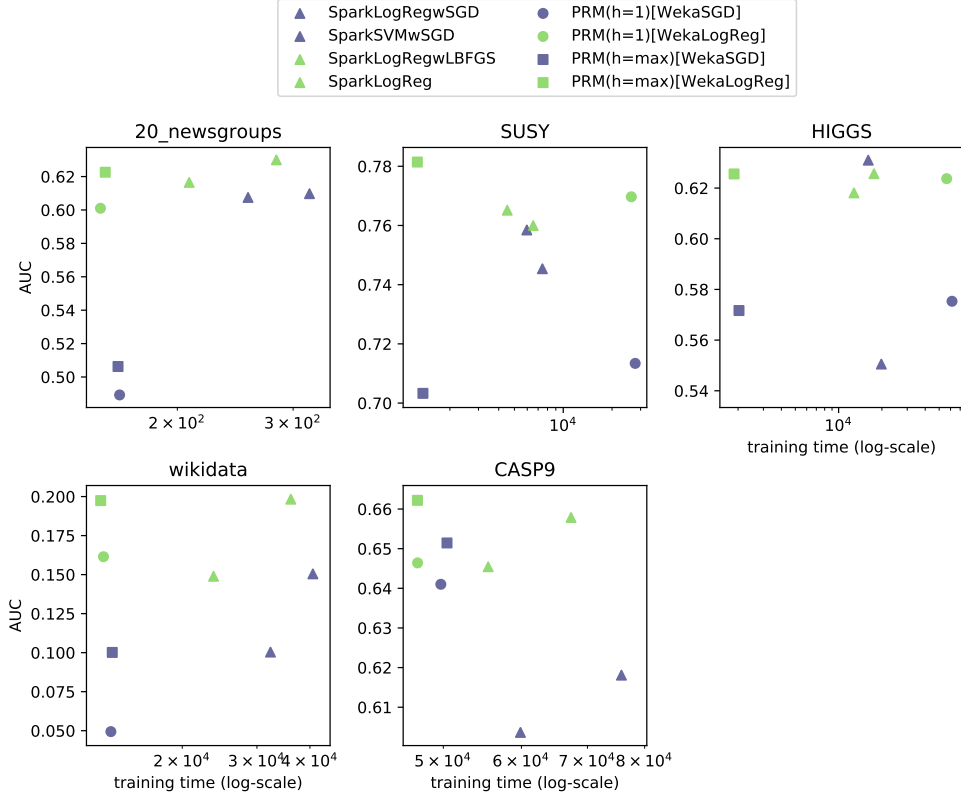 SparkLogRegwSGD
SparkSVMwSGD
SparkLogRegwLBFGS
SparkLogReg
PRM(h=1)[WekaSGD]
PRM(h=1)[WekaLogReg]
PRM(h=max)[WekaSGD]
PRM(h=max)[WekaLogReg]
20_newsgroups
AUC
0.62
0.60
0.58
0.56
0.54
0.52
0.50
2 × 10²
3 × 10²
SUSY
0.78
0.76
0.74
0.72
0.70
10⁴
HIGGS
0.62
0.60
0.58
0.56
0.54
10⁴
training time (log-scale)
wikidata
AUC
0.200
0.175
0.150
0.125
0.100
0.075
0.050
2 × 10⁴
3 × 10⁴
4 × 10⁴
training time (log-scale)
CASP9
0.66
0.65
0.64
0.63
0.62
0.61
5 × 10⁴
6 × 10⁴
7 × 10⁴
8 × 10⁴
training time (log-scale)